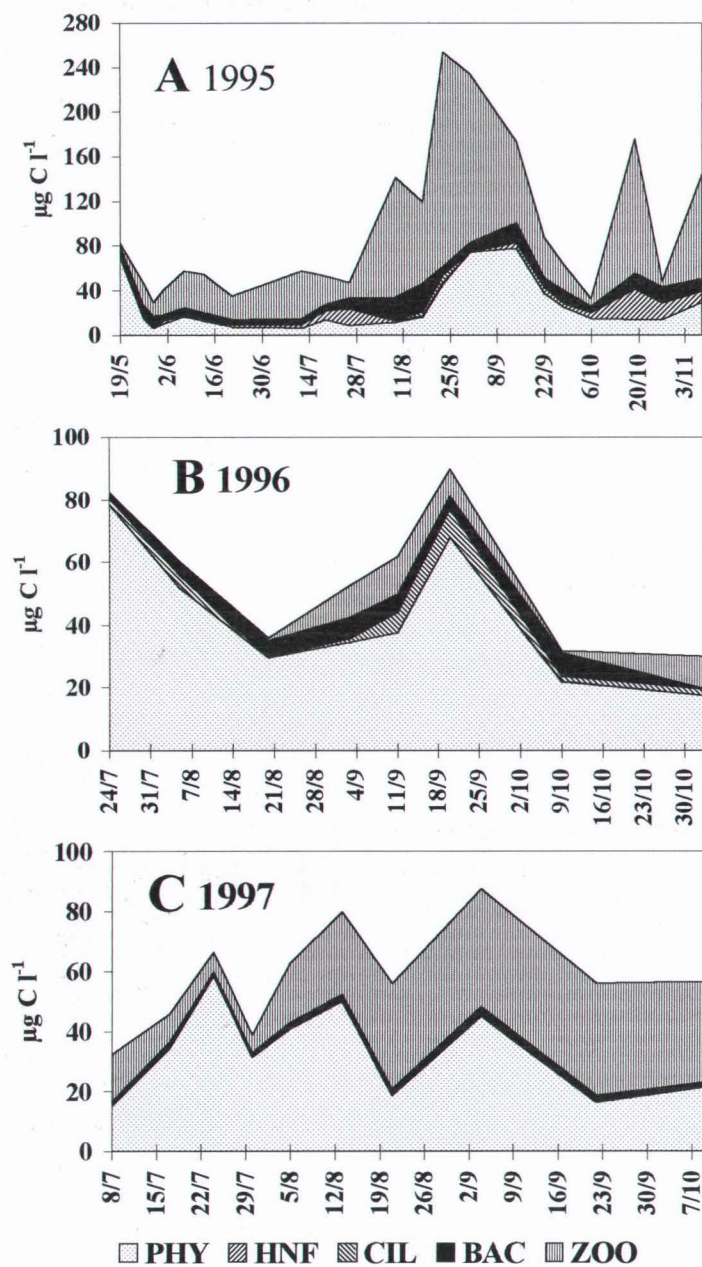 280
240
200
160
120
80
40
0
µg C l⁻¹
A 1995
19/5 2/6 16/6 30/6 14/7 28/7 11/8 25/8 8/9 22/9 6/10 20/10 3/11
100
80
60
40
20
0
µg C l⁻¹
B 1996
24/7 31/7 7/8 14/8 21/8 28/8 4/9 11/9 18/9 25/9 2/10 9/10 16/10 23/10 30/10
100
80
60
40
20
0
µg C l⁻¹
C 1997
8/7 15/7 22/7 29/7 5/8 12/8 19/8 26/8 2/9 9/9 16/9 23/9 30/9 7/10
PHY HNF CIL BAC ZOO